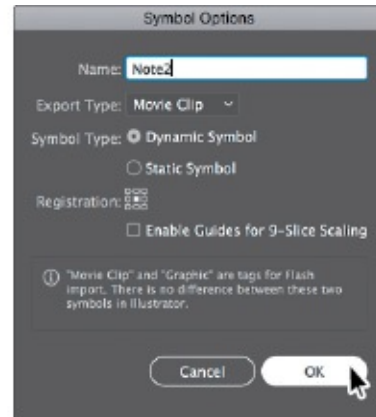 Symbol Options
Name: Note2
Export Type: Movie Clip
Symbol Type: Dynamic Symbol
Static Symbol
Registration:
Enable Guides for 9-Slice Scaling
"Movie Clip" and "Graphic" are tags for Flash
import. There is no difference between these two
symbols in Illustrator.
Cancel OK